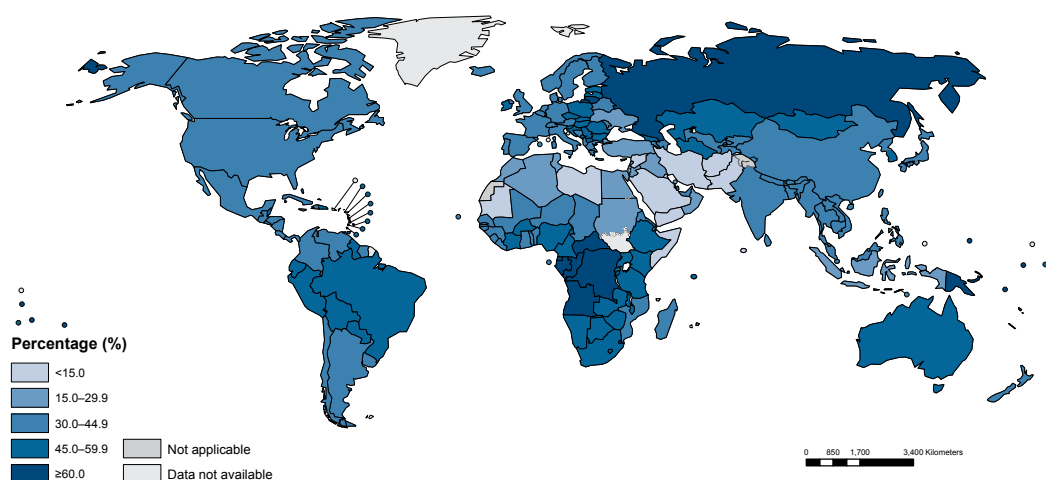 Percentage (%)
<15.0
15.0–29.9
30.0–44.9
45.0–59.9
≥60.0
Not applicable
Data not available
0 850 1,700 3,400 Kilometers